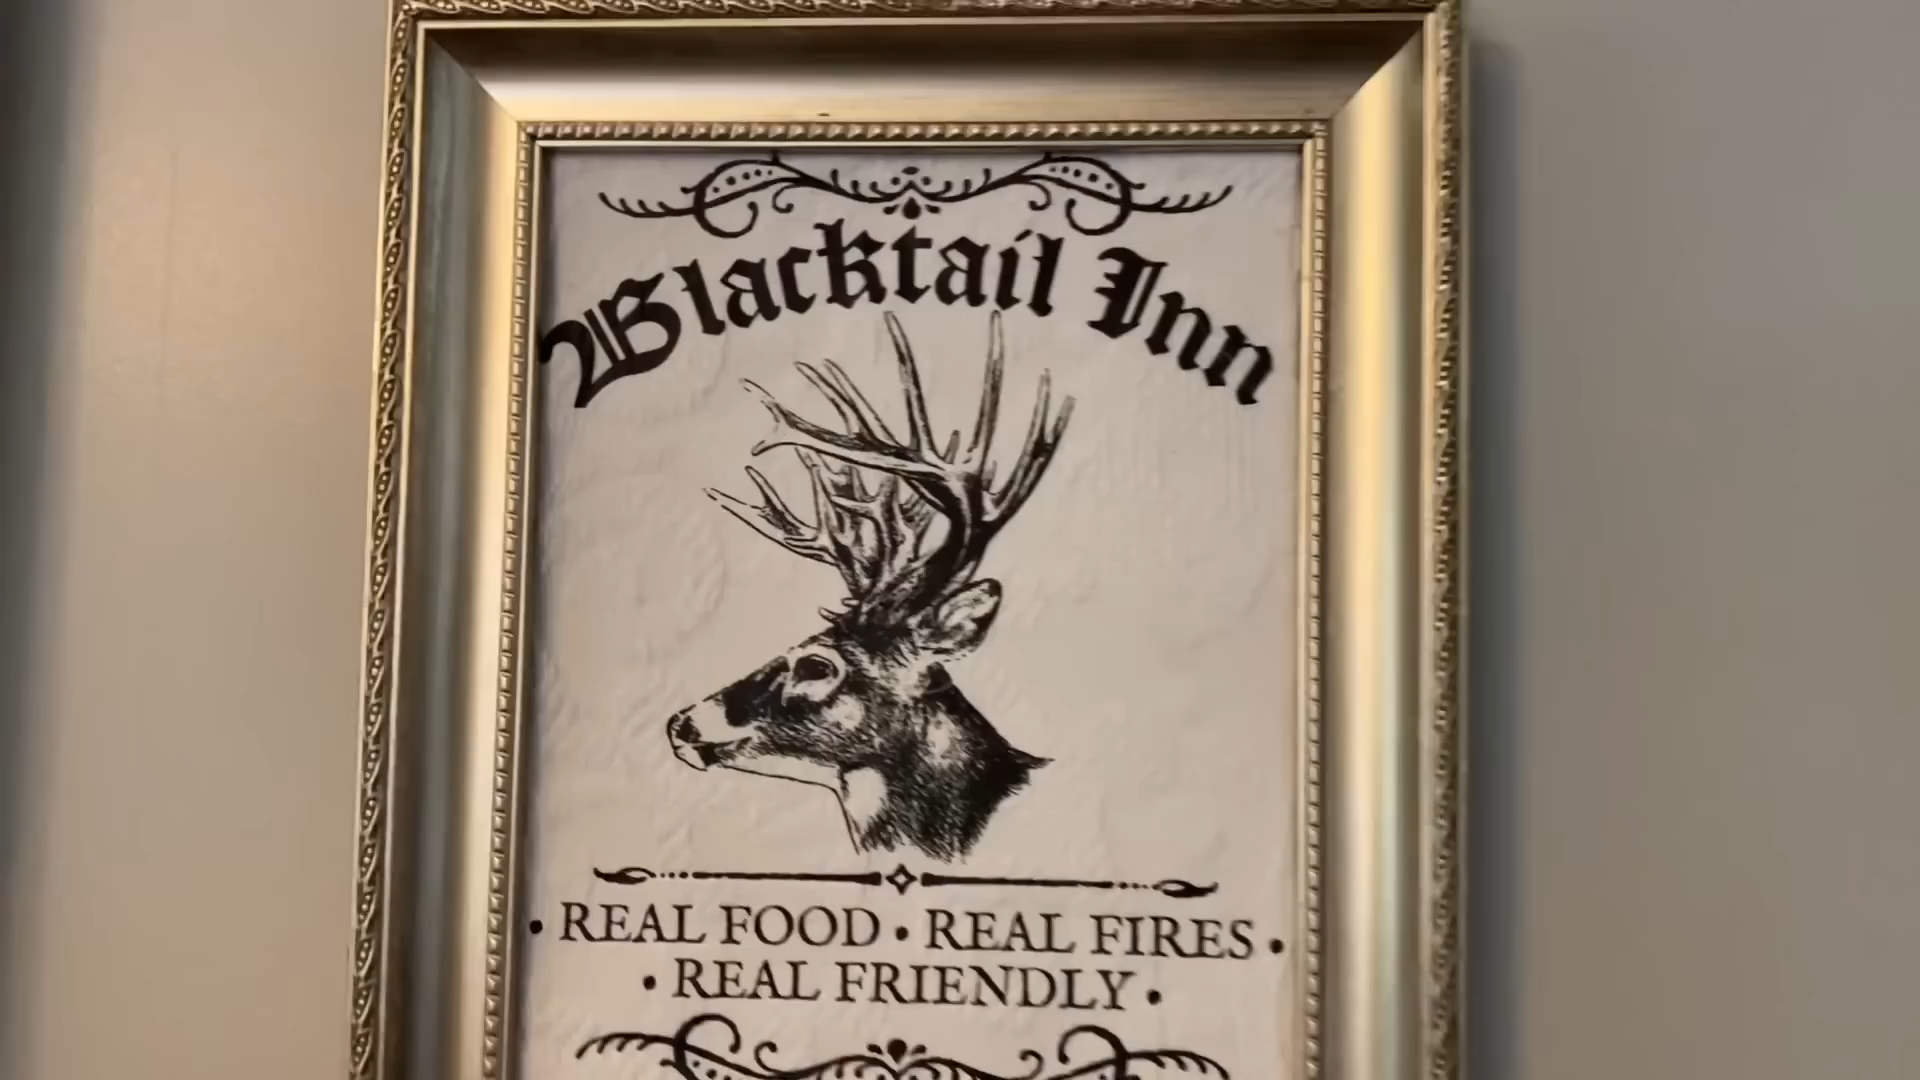 Blacktail Inn
• REAL FOOD • REAL FIRES •
• REAL FRIENDLY •